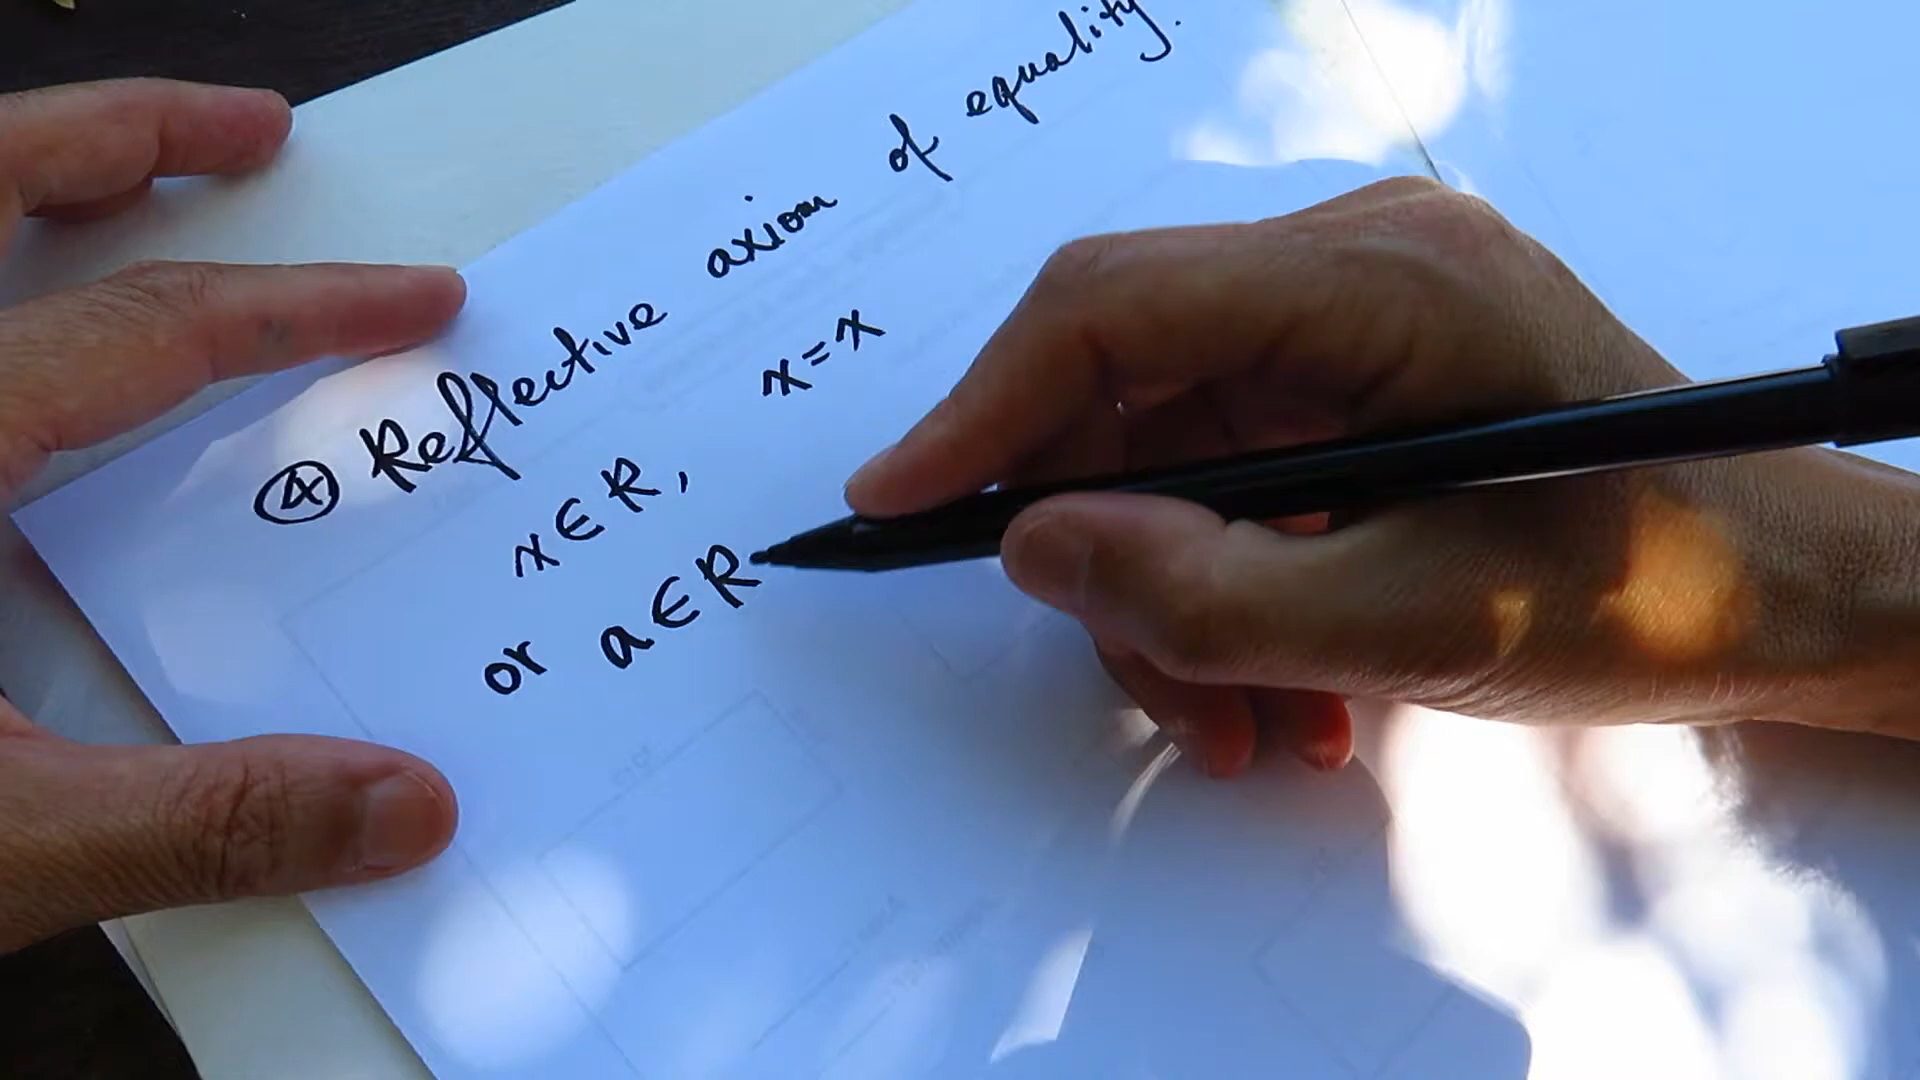 ④ Reflective axiom of equality.
x ∈ R, x = x
or a ∈ R